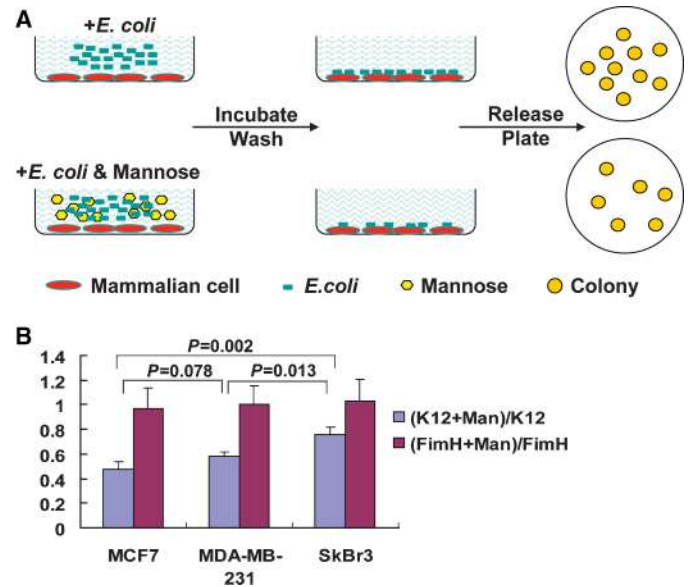 A
+E. coli
Incubate
Wash
Release
Plate
+E. coli & Mannose
Mammalian cell
E.coli
Mannose
Colony
B
P=0.002
P=0.078
P=0.013
1.4
1.2
1
0.8
0.6
0.4
0.2
0
(K12+Man)/K12
(FimH+Man)/FimH
MCF7
MDA-MB-
231
SkBr3